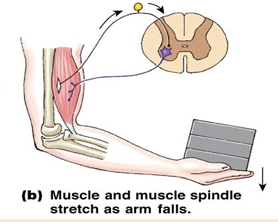 (b) Muscle and muscle spindle
stretch as arm falls.